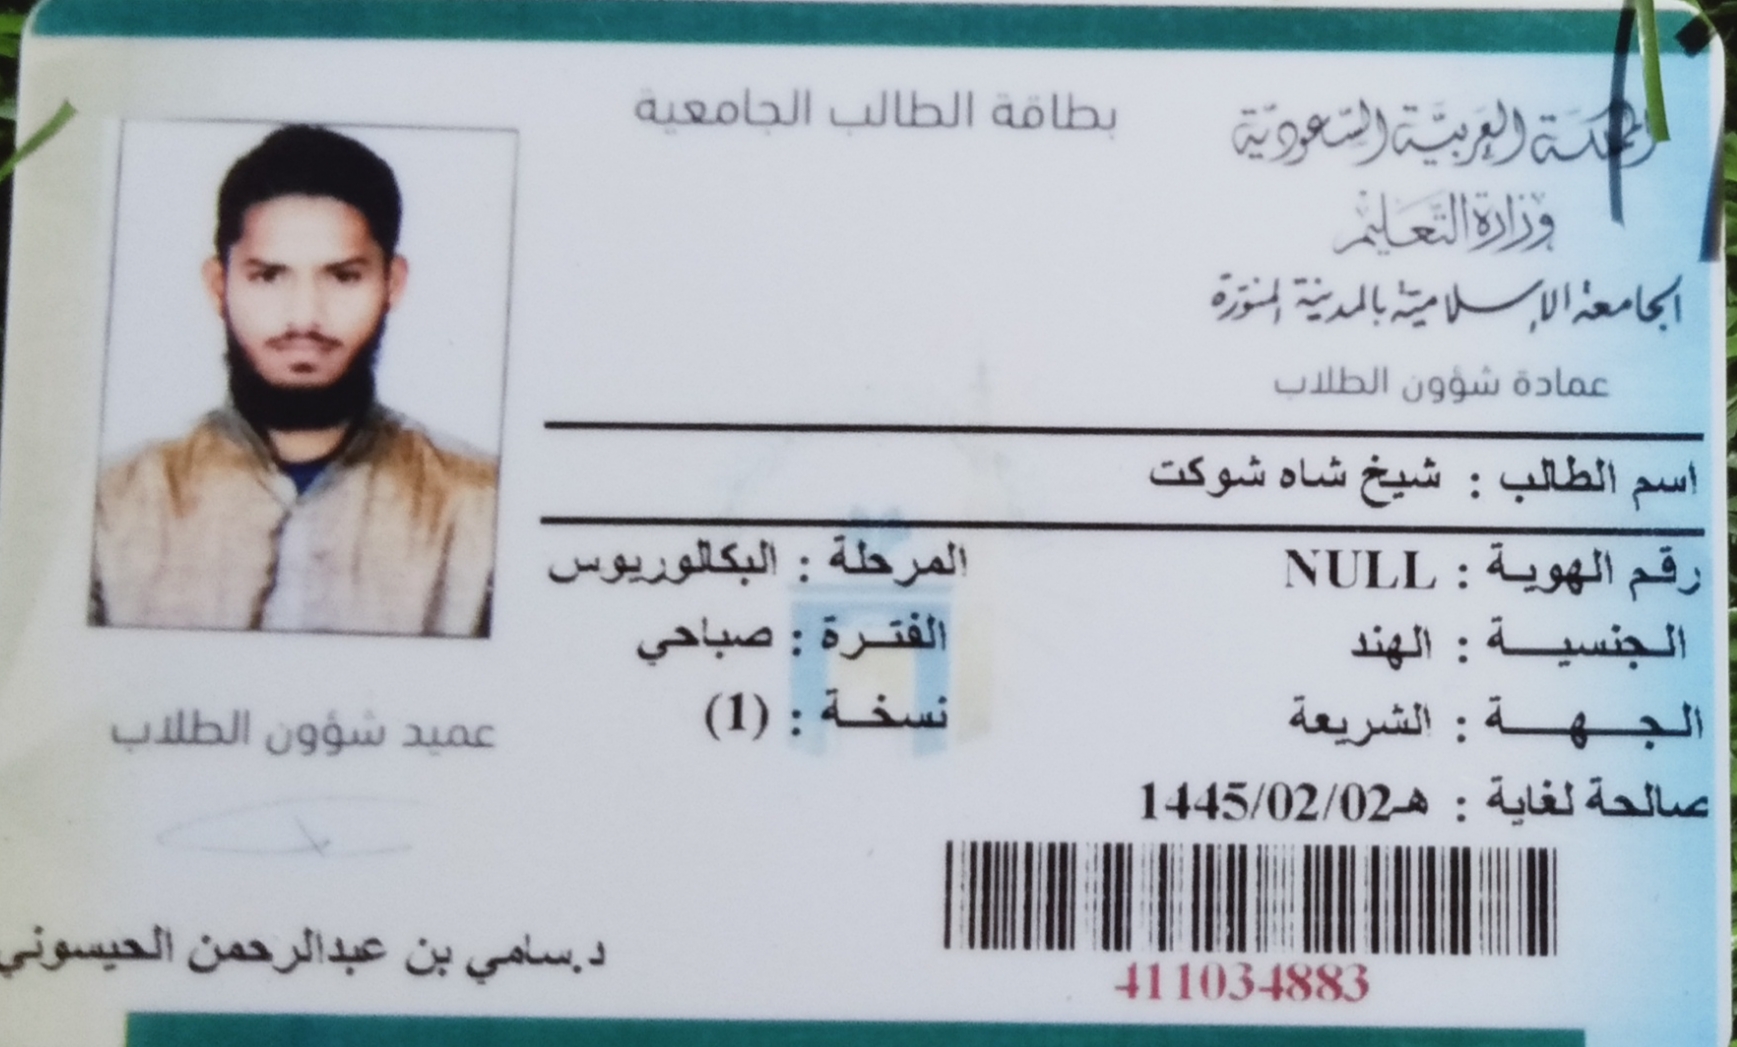 بطاقة الطالب الجامعية
المملكة العربية السعودية
وزارة التعليم
الجامعة الإسلامية بالمدينة المنورة
عمادة شؤون الطلاب
اسم الطالب : شيخ شاه شوكت
رقم الهوية : NULL المرحلة : البكالوريوس
الجنسية : الهند الفترة : صباحي
الجهة : الشريعة نسخة : (1)
صالحة لغاية : 1445/02/02هـ
عميد شؤون الطلاب
د.سامي بن عبدالرحمن الحيسوني
411034883